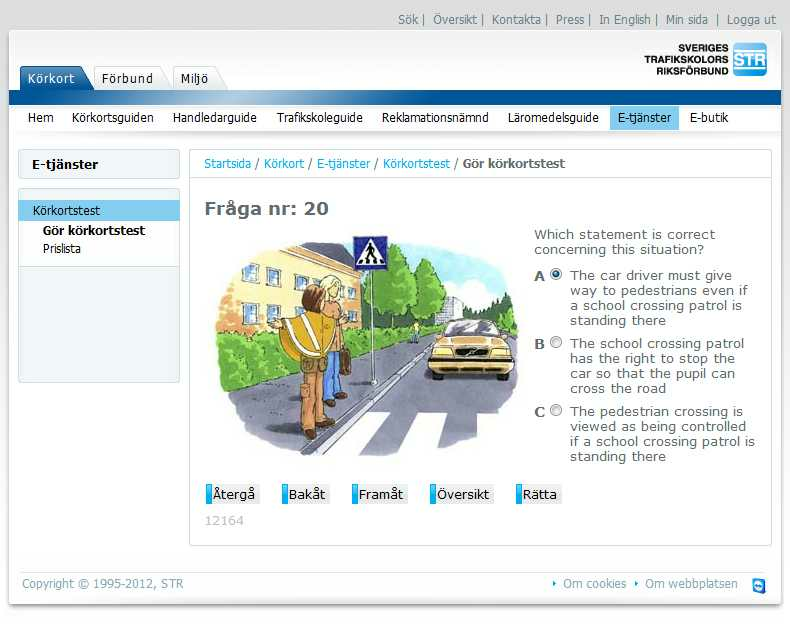 Sök | Översikt | Kontakta | Press | In English | Min sida | Logga ut
SVERIGES
TRAFIKSKOLORS
RIKSFÖRBUND
STR
Körkort Förbund Miljö
Hem Körkortsguiden Handledarguide Trafikskoleguide Reklamationsnämnd Läromedelsguide E-tjänster E-butik
E-tjänster
Körkortstest
Gör körkortstest
Prislista
Startsida / Körkort / E-tjänster / Körkortstest / Gör körkortstest
Fråga nr: 20
Which statement is correct
concerning this situation?
A The car driver must give
way to pedestrians even if
a school crossing patrol is
standing there
B The school crossing patrol
has the right to stop the
car so that the pupil can
cross the road
C The pedestrian crossing is
viewed as being controlled
if a school crossing patrol is
standing there
Återgå Bakåt Framåt Översikt Rätta
12164
Copyright © 1995-2012, STR
Om cookies Om webbplatsen